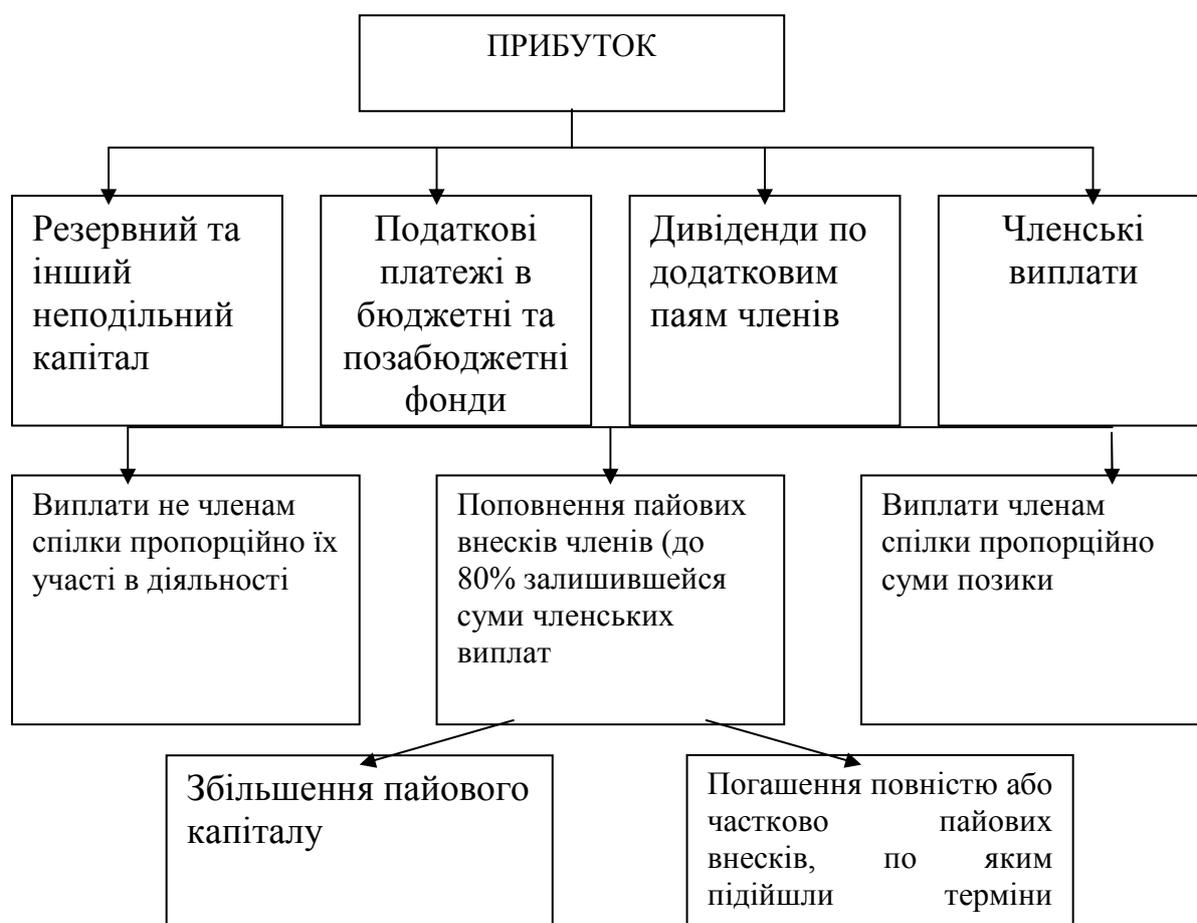 ПРИБУТОК
Резервний та
інший
неподільний
капітал
Податкові
платежі в
бюджетні та
позабюджетні
фонди
Дивіденди по
додатковим
паям членів
Членські
виплати
Виплати не членам
спілки пропорційно їх
участі в діяльності
Поповнення пайових
внесків членів (до
80% залишившейся
суми членських
виплат
Виплати членам
спілки пропорційно
суми позики
Збільшення пайового
капіталу
Погашення повністю або
частково пайових
внесків, по яким
підійшли терміни